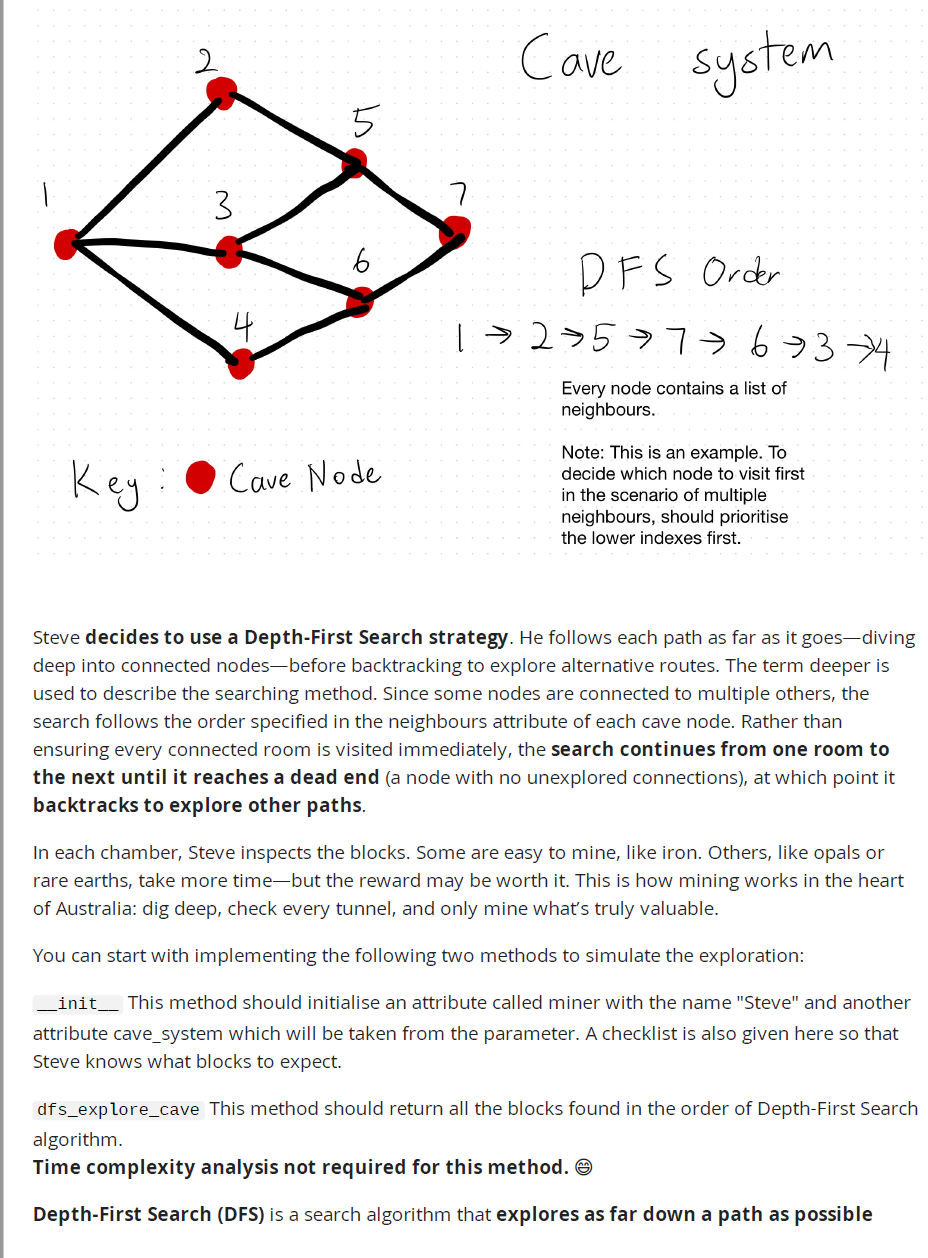 Cave system
2
5
1
3
7
6
4
DFS Order
1 → 2 → 5 → 7 → 6 → 3 → 4
Every node contains a list of
neighbours.
Note: This is an example. To
decide which node to visit first
in the scenario of multiple
neighbours, should prioritise
the lower indexes first.
Key : Cave Node
Steve decides to use a Depth-First Search strategy. He follows each path as far as it goes—diving
deep into connected nodes—before backtracking to explore alternative routes. The term deeper is
used to describe the searching method. Since some nodes are connected to multiple others, the
search follows the order specified in the neighbours attribute of each cave node. Rather than
ensuring every connected room is visited immediately, the search continues from one room to
the next until it reaches a dead end (a node with no unexplored connections), at which point it
backtracks to explore other paths.
In each chamber, Steve inspects the blocks. Some are easy to mine, like iron. Others, like opals or
rare earths, take more time—but the reward may be worth it. This is how mining works in the heart
of Australia: dig deep, check every tunnel, and only mine what’s truly valuable.
You can start with implementing the following two methods to simulate the exploration:
__init__ This method should initialise an attribute called miner with the name "Steve" and another
attribute cave_system which will be taken from the parameter. A checklist is also given here so that
Steve knows what blocks to expect.
dfs_explore_cave This method should return all the blocks found in the order of Depth-First Search
algorithm.
Time complexity analysis not required for this method. 😄
Depth-First Search (DFS) is a search algorithm that explores as far down a path as possible